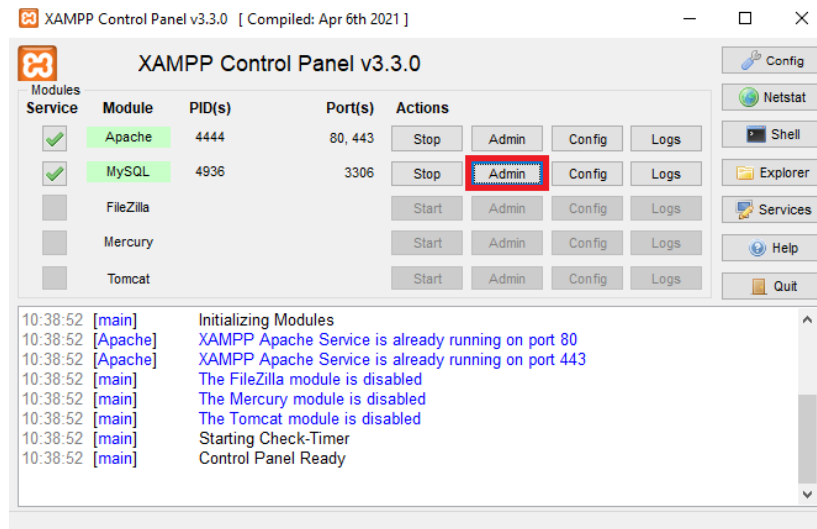 XAMPP Control Panel v3.3.0 [ Compiled: Apr 6th 2021 ]
XAMPP Control Panel v3.3.0
Config
Modules
Service Module PID(s) Port(s) Actions
Netstat
Apache 4444 80, 443 Stop Admin Config Logs
Shell
MySQL 4936 3306 Stop Admin Config Logs
Explorer
FileZilla Start Admin Config Logs
Services
Mercury Start Admin Config Logs
Help
Tomcat Start Admin Config Logs
Quit
10:38:52 [main] Initializing Modules
10:38:52 [Apache] XAMPP Apache Service is already running on port 80
10:38:52 [Apache] XAMPP Apache Service is already running on port 443
10:38:52 [main] The FileZilla module is disabled
10:38:52 [main] The Mercury module is disabled
10:38:52 [main] The Tomcat module is disabled
10:38:52 [main] Starting Check-Timer
10:38:52 [main] Control Panel Ready